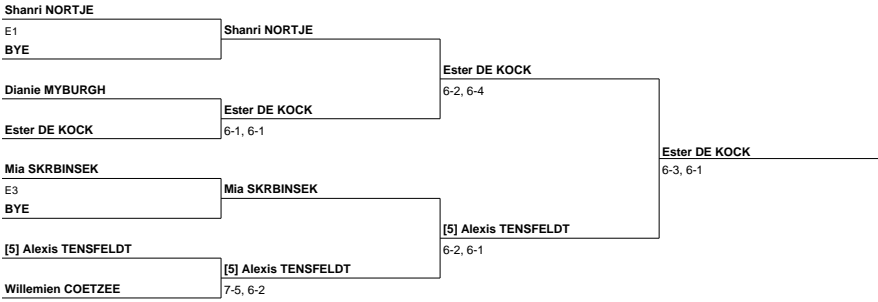 Shanri NORTJE
E1
BYE
Shanri NORTJE
Dianie MYBURGH
Ester DE KOCK
Ester DE KOCK
6-1, 6-1
Ester DE KOCK
6-2, 6-4
Mia SKRBINSEK
E3
BYE
Mia SKRBINSEK
[5] Alexis TENSFELDT
Willemien COETZEE
[5] Alexis TENSFELDT
7-5, 6-2
[5] Alexis TENSFELDT
6-2, 6-1
Ester DE KOCK
6-3, 6-1